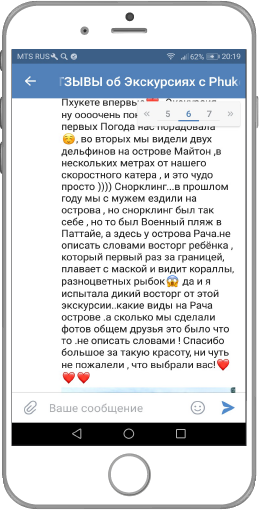 MTS RUS 62% 20:19
ЗЫВЫ об Экскурсиях с Phuk
« 5 6 7 »
Пхукете впервы
ну оооочень пон
первых Погода нас порадовала
😚, во вторых мы видели двух
дельфинов на острове Майтон ,в
нескольких метрах от нашего
скоростного катера , и это чудо
просто )))) Снорклинг...в прошлом
году мы с мужем ездили на
острова , но снорклинг был так
себе , но то был Военный пляж в
Паттайе, а здесь у острова Рача.не
описать словами восторг ребёнка ,
который первый раз за границей,
плавает с маской и видит кораллы,
разноцветных рыбок😱 да и я
испытала дикий восторг от этой
экскурсии..какие виды на Рача
острове .а сколько мы сделали
фотов общем друзья это было что
то .не описать словами ! Спасибо
большое за такую красоту, ни чуть
не пожалели , что выбрали вас!❤️
❤️❤️
Ваше сообщение